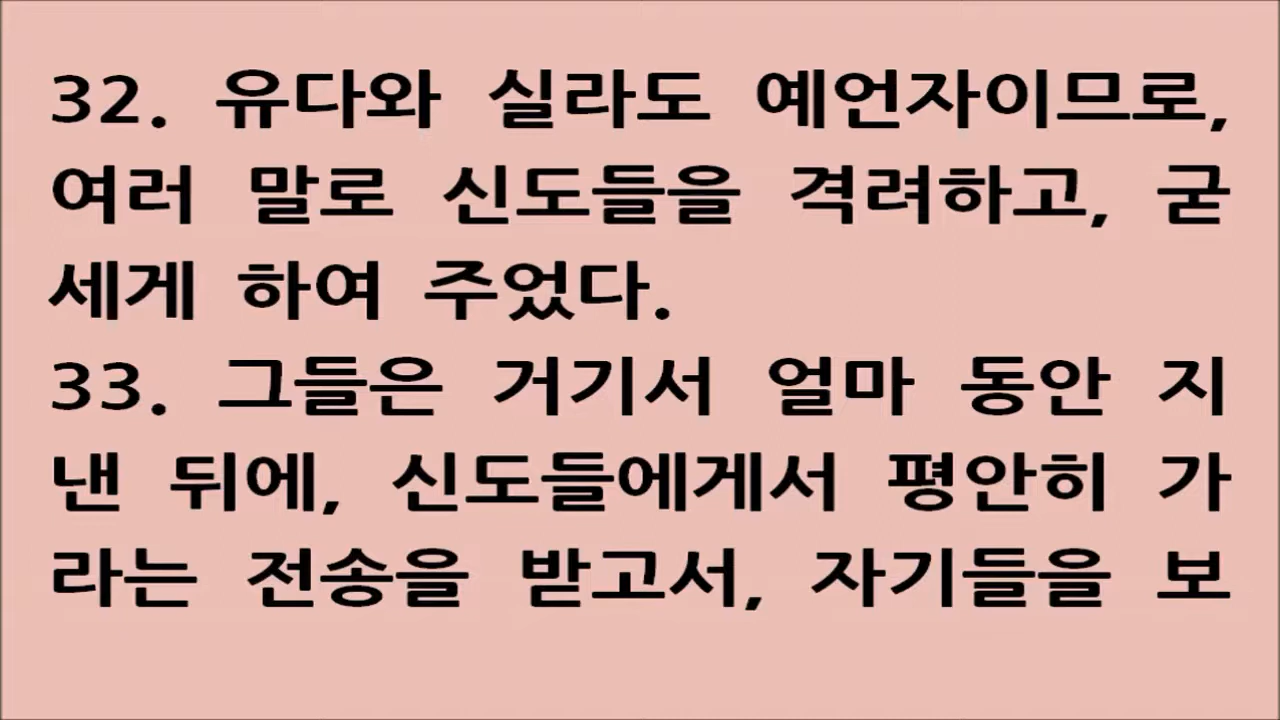 32. 유다와 실라도 예언자이므로,
여러 말로 신도들을 격려하고, 굳
세게 하여 주었다.
33. 그들은 거기서 얼마 동안 지
낸 뒤에, 신도들에게서 평안히 가
라는 전송을 받고서, 자기들을 보